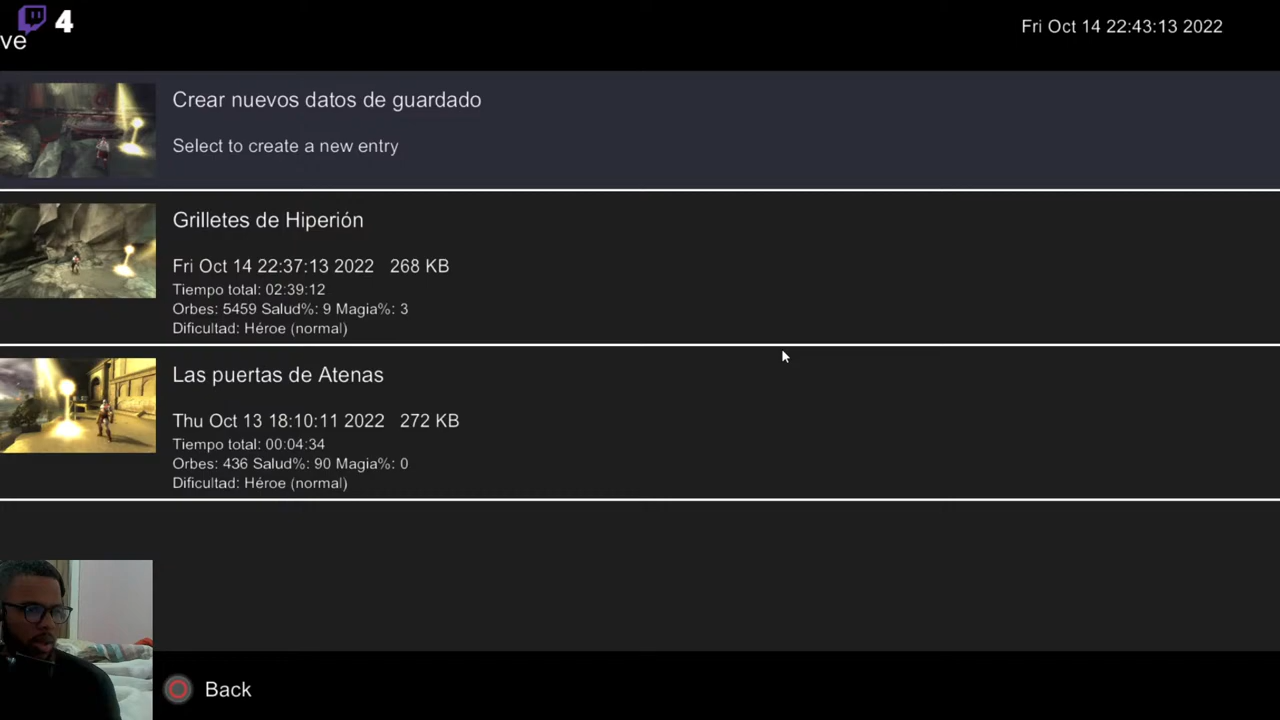 4
ve
Fri Oct 14 22:43:13 2022
Crear nuevos datos de guardado
Select to create a new entry
Grilletes de Hiperión
Fri Oct 14 22:37:13 2022 268 KB
Tiempo total: 02:39:12
Orbes: 5459 Salud%: 9 Magia%: 3
Dificultad: Héroe (normal)
Las puertas de Atenas
Thu Oct 13 18:10:11 2022 272 KB
Tiempo total: 00:04:34
Orbes: 436 Salud%: 90 Magia%: 0
Dificultad: Héroe (normal)
Back